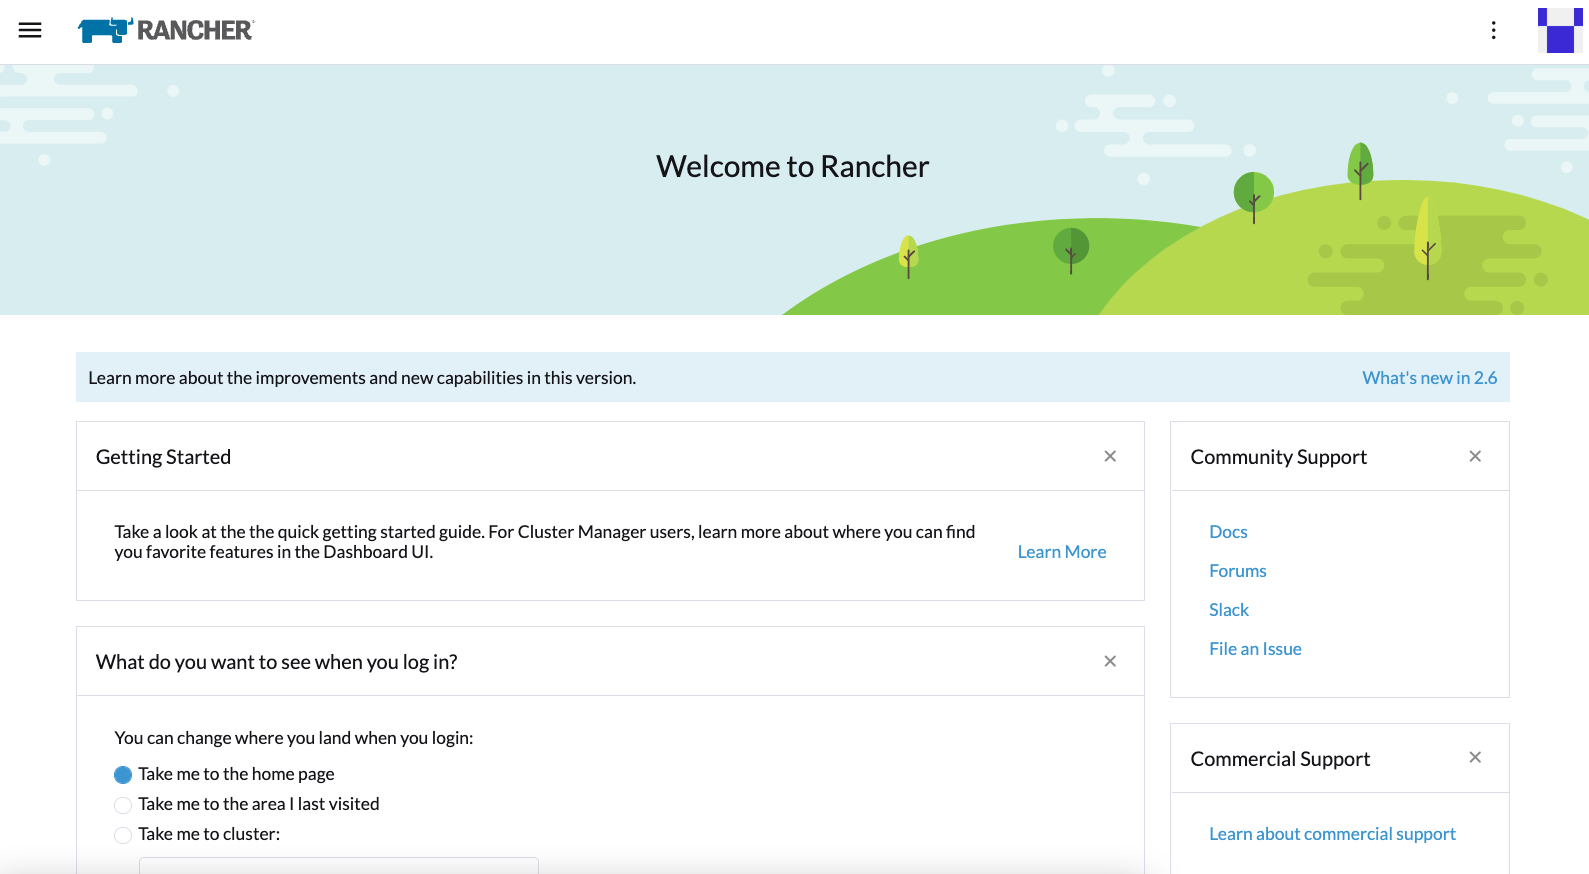 RANCHER
Welcome to Rancher
Learn more about the improvements and new capabilities in this version.
What's new in 2.6
Getting Started
Take a look at the the quick getting started guide. For Cluster Manager users, learn more about where you can find
you favorite features in the Dashboard UI.
Learn More
What do you want to see when you log in?
You can change where you land when you login:
Take me to the home page
Take me to the area I last visited
Take me to cluster:
Community Support
Docs
Forums
Slack
File an Issue
Commercial Support
Learn about commercial support